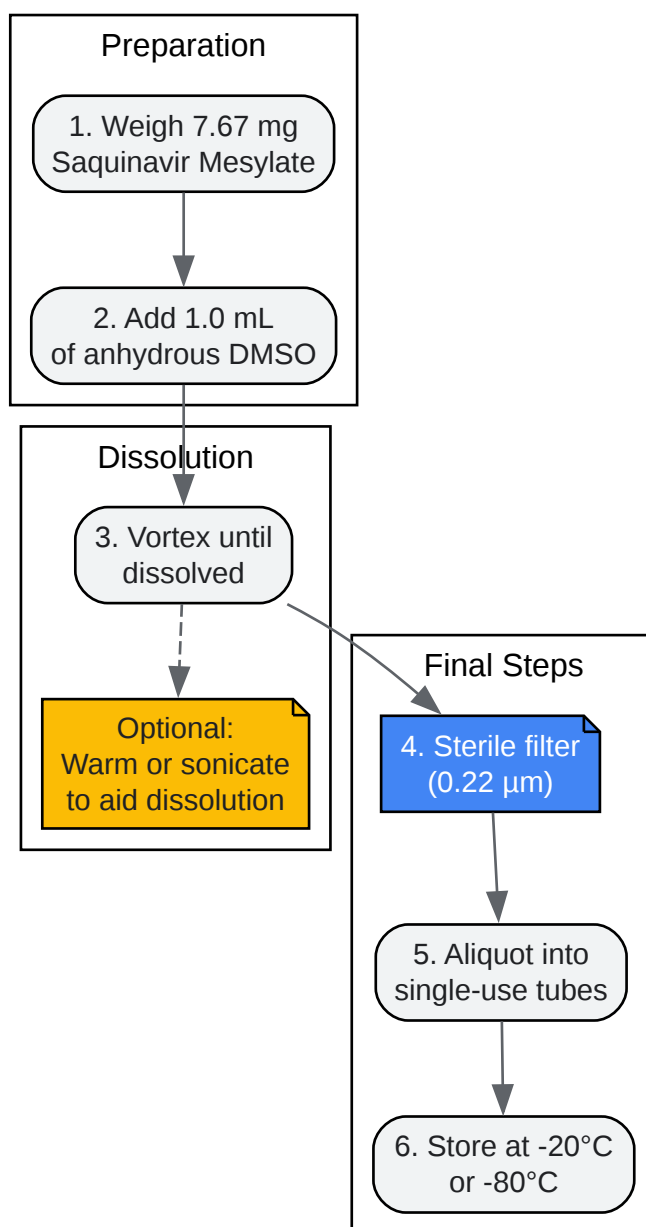 Preparation
1. Weigh 7.67 mg
Saquinavir Mesylate
2. Add 1.0 mL
of anhydrous DMSO
Dissolution
3. Vortex until
dissolved
Optional:
Warm or sonicate
to aid dissolution
Final Steps
4. Sterile filter
(0.22 µm)
5. Aliquot into
single-use tubes
6. Store at -20°C
or -80°C